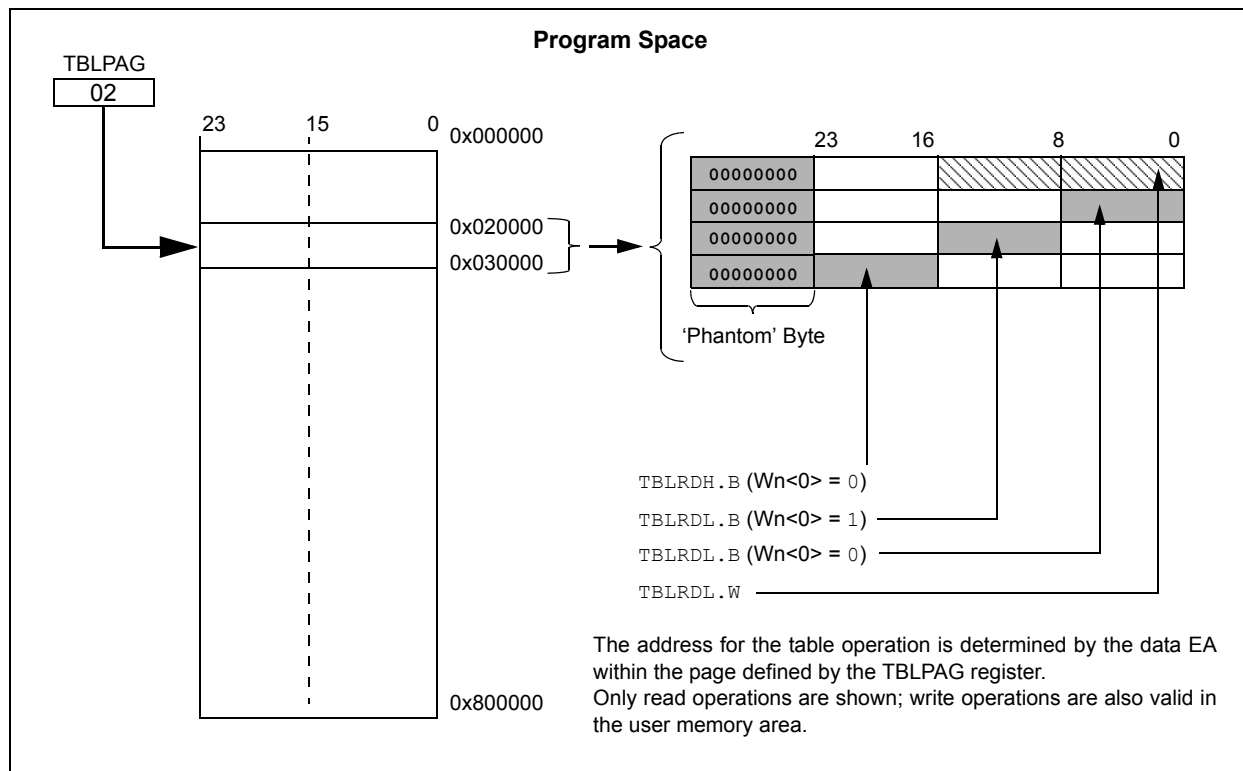 Program Space
TBLPAG
02
23 15 0
0x000000
0x020000
0x030000
0x800000
23 16 8 0
00000000
00000000
00000000
00000000
‘Phantom’ Byte
TBLRDH.B (Wn<0> = 0)
TBLRDL.B (Wn<0> = 1)
TBLRDL.B (Wn<0> = 0)
TBLRDL.W
The address for the table operation is determined by the data EA
within the page defined by the TBLPAG register.
Only read operations are shown; write operations are also valid in
the user memory area.